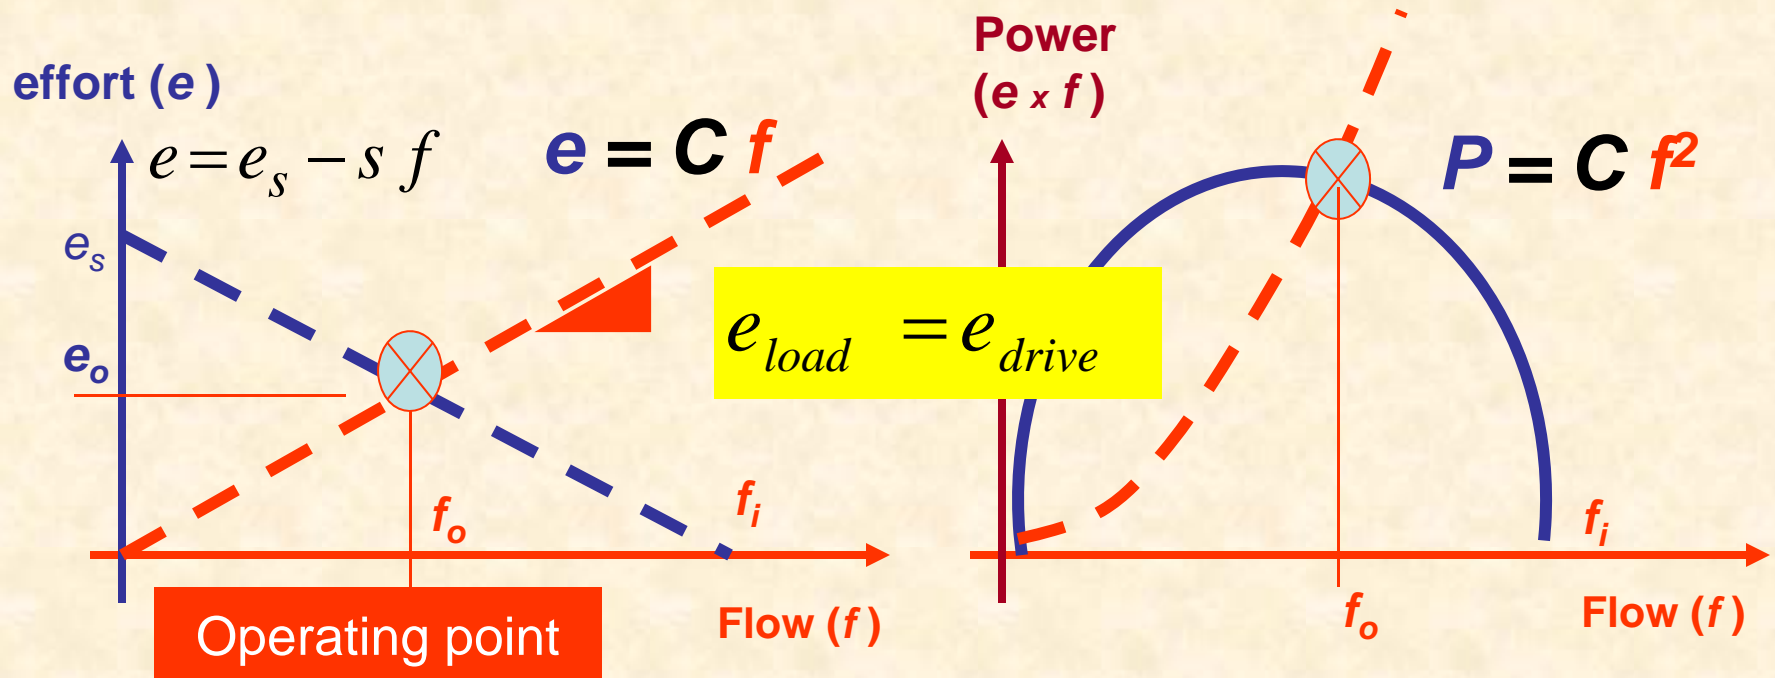 effort (e )
e = e_s − s f
e = C f
e_s
e_o
f_o
f_i
Operating point
Flow (f )
e_load = e_drive
Power
(e x f )
P = C f²
f_i
f_o
Flow (f )